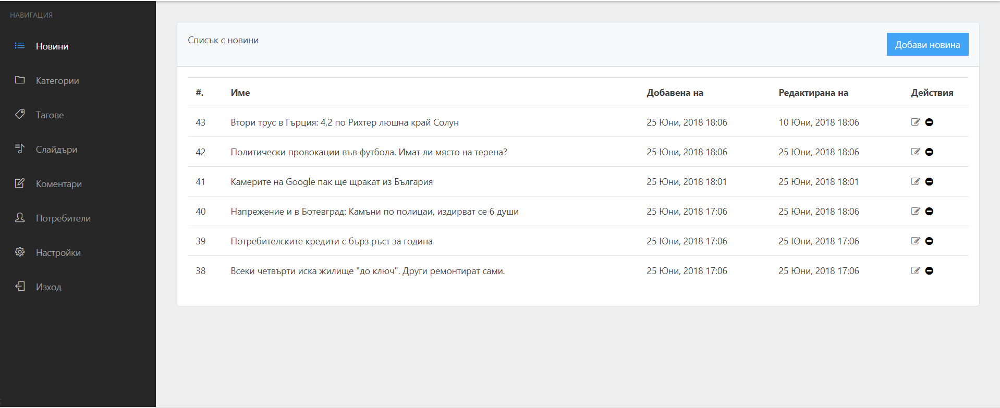 НАВИГАЦИЯ
Новини
Категории
Тагове
Слайдъри
Коментари
Потребители
Настройки
Изход
Списък с новини
Добави новина
#. Име Добавена на Редактирана на Действия
43 Втори трус в Гърция: 4,2 по Рихтер люшна край Солун 25 Юни, 2018 18:06 10 Юни, 2018 18:06
42 Политически провокации във футбола. Имат ли място на терена? 25 Юни, 2018 18:06 25 Юни, 2018 18:06
41 Камерите на Google пак ще щракат из България 25 Юни, 2018 18:01 25 Юни, 2018 18:01
40 Напрежение и в Ботевград: Камъни по полицаи, издирват се 6 души 25 Юни, 2018 17:06 25 Юни, 2018 18:06
39 Потребителските кредити с бърз ръст за година 25 Юни, 2018 17:06 25 Юни, 2018 17:06
38 Всеки четвърти иска жилище "до ключ". Други ремонтират сами. 25 Юни, 2018 17:06 25 Юни, 2018 17:06